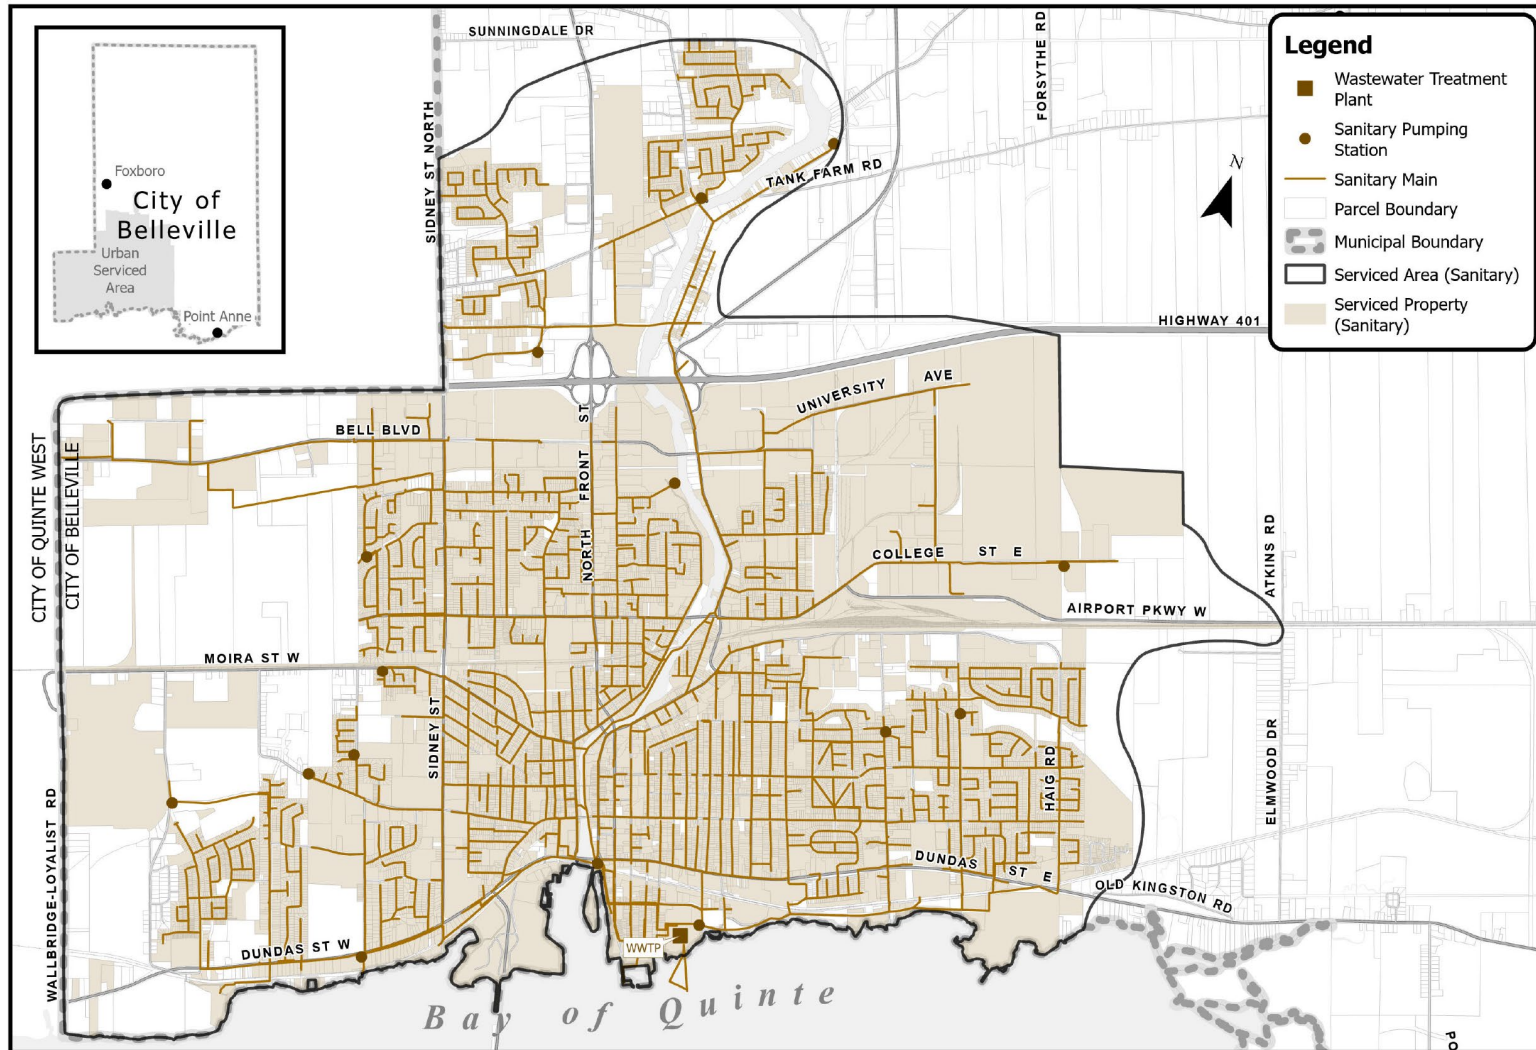 SUNNINGDALE DR
FORSYTHE RD
Legend
Wastewater Treatment
Plant
Sanitary Pumping
Station
Sanitary Main
Parcel Boundary
Municipal Boundary
Serviced Area (Sanitary)
Serviced Property
(Sanitary)
Foxboro
City of
Belleville
Urban
Serviced
Area
Point Anne
SIDNEY ST NORTH
TANK FARM RD
N
HIGHWAY 401
UNIVERSITY AVE
BELL BLVD
NORTH FRONT ST
CITY OF QUINTE WEST
CITY OF BELLEVILLE
COLLEGE ST E
ATKINS RD
AIRPORT PKWY W
MOIRA ST W
SIDNEY ST
HAIG RD
ELMWOOD DR
WALLBRIDGE-LOYALIST RD
DUNDAS ST E
OLD KINGSTON RD
DUNDAS ST W
WWTP
Bay of Quinte
PO